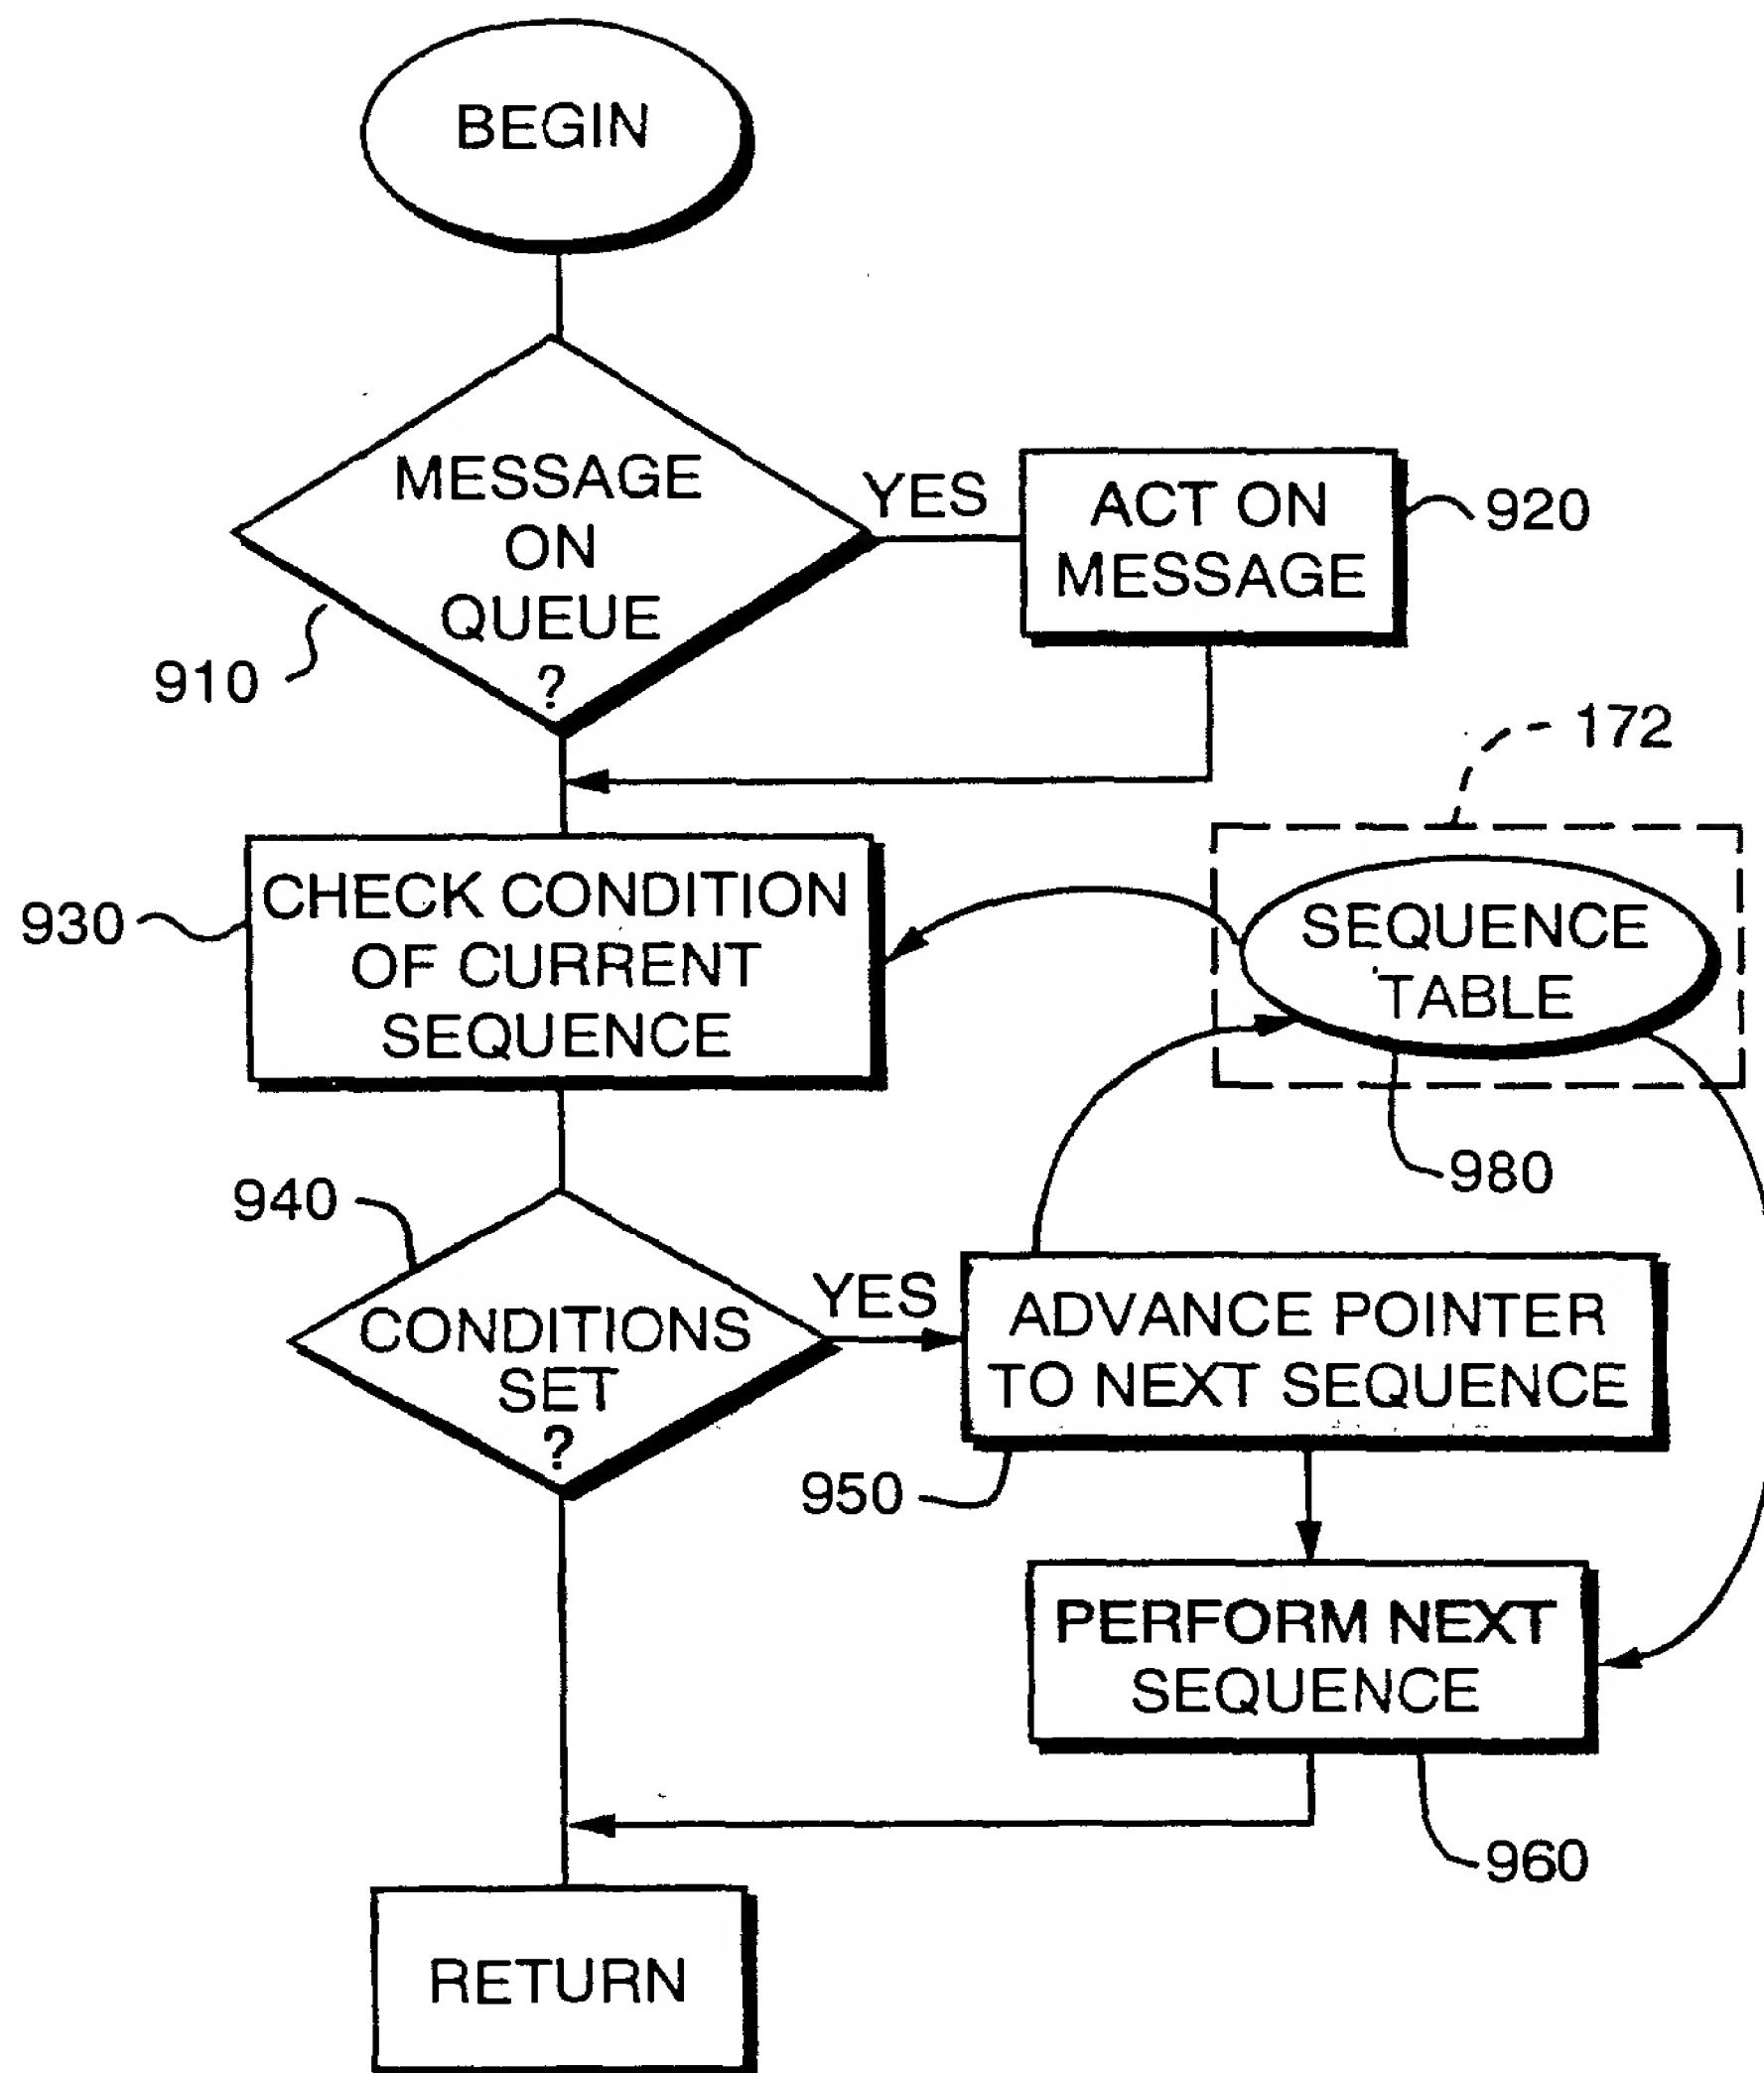 BEGIN
MESSAGE
ON
QUEUE
?
910
YES
ACT ON
MESSAGE
920
172
930
CHECK CONDITION
OF CURRENT
SEQUENCE
SEQUENCE
TABLE
980
940
CONDITIONS
SET
?
YES
ADVANCE POINTER
TO NEXT SEQUENCE
950
PERFORM NEXT
SEQUENCE
960
RETURN